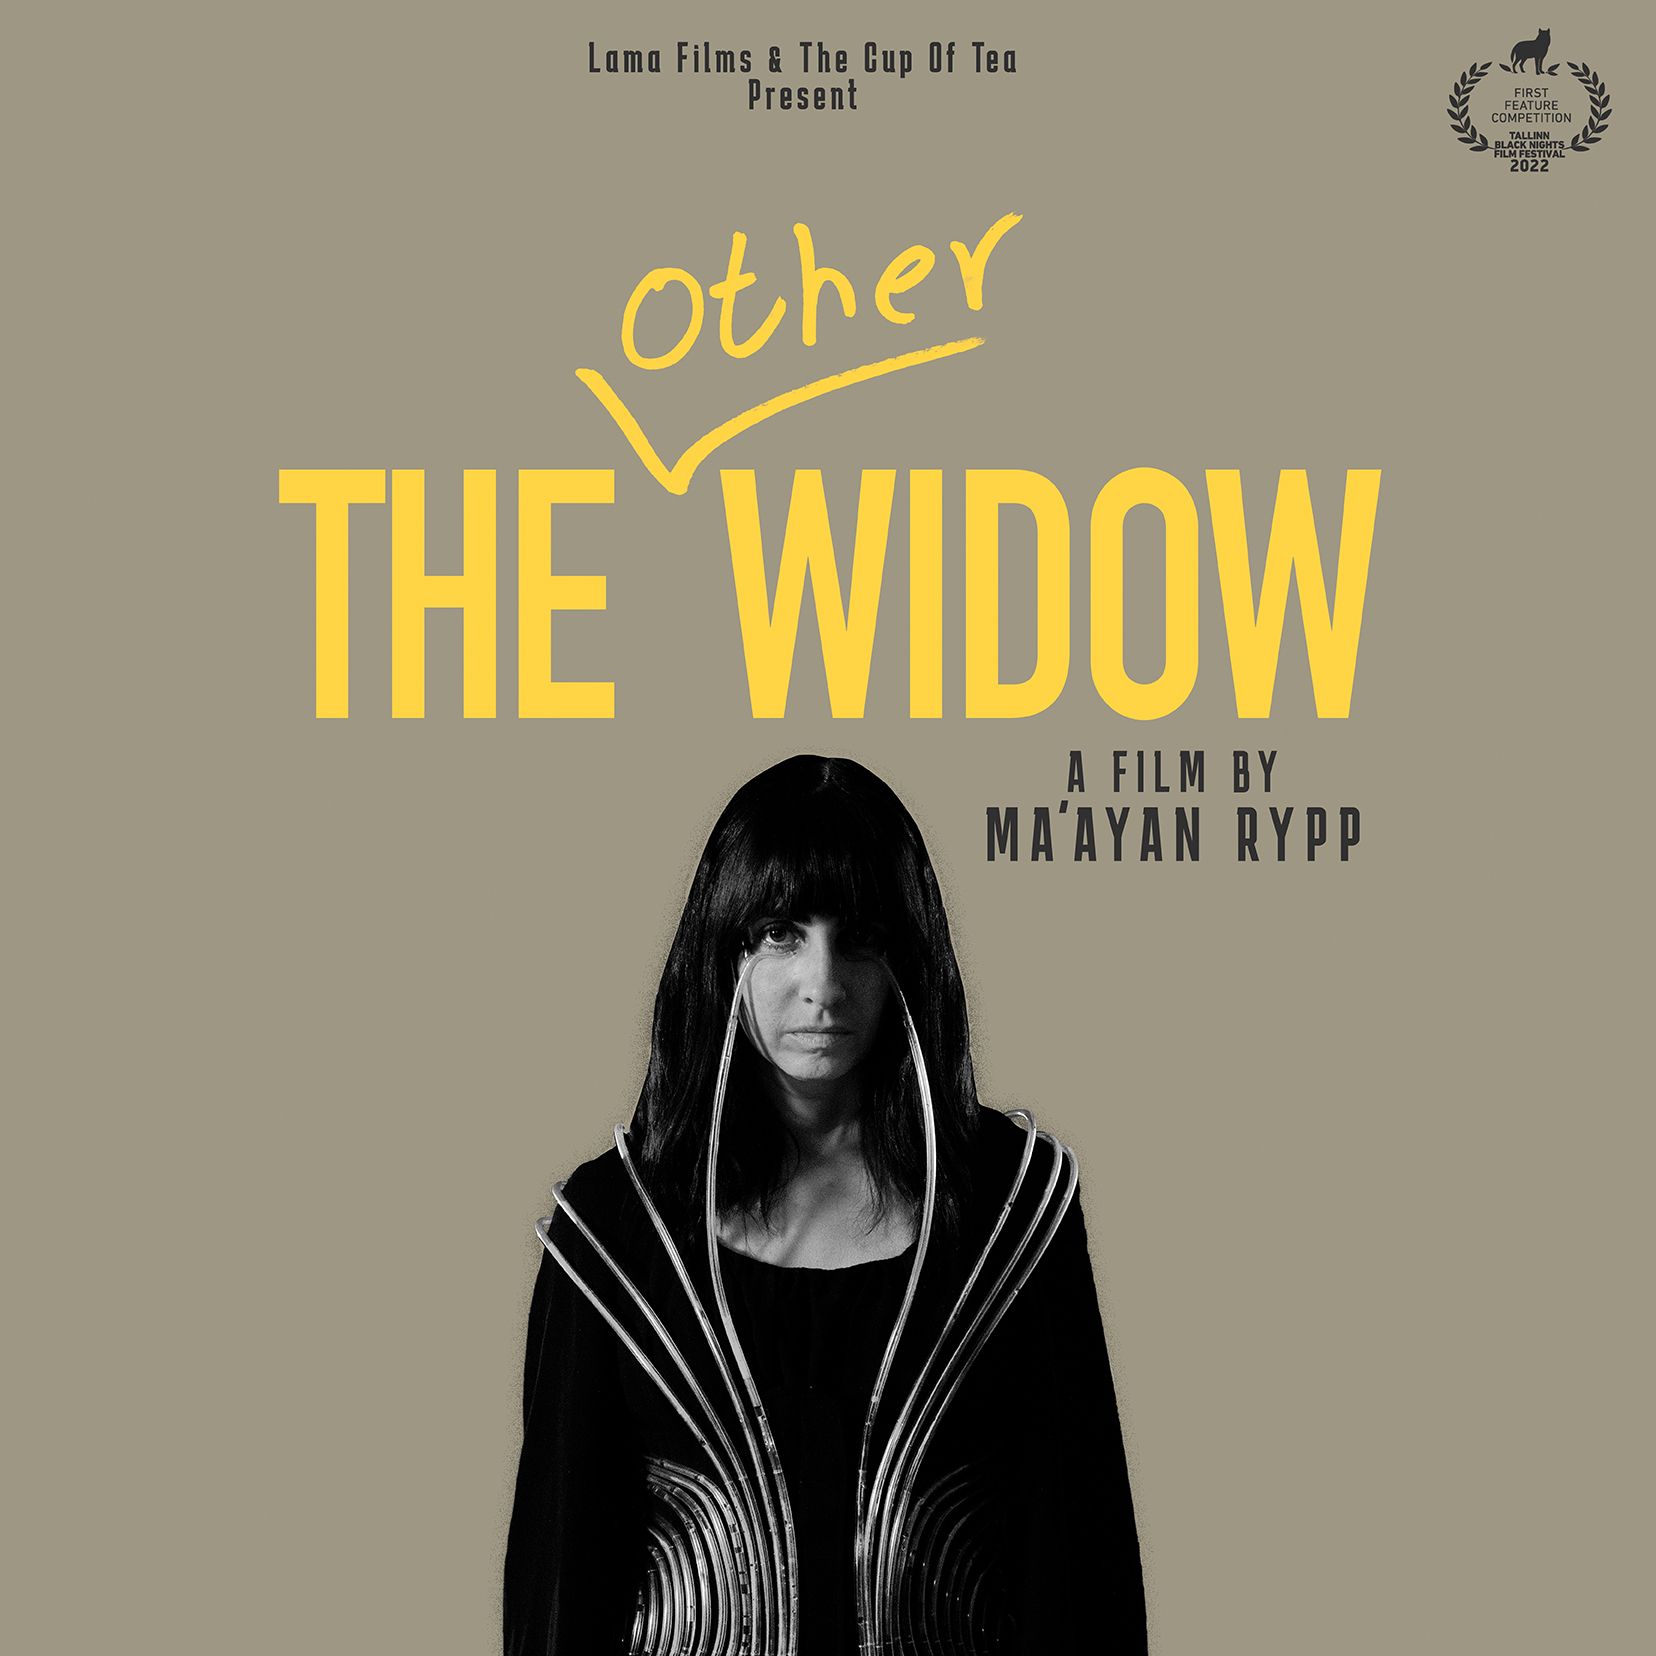 Lama Films & The Cup Of Tea
Present
FIRST
FEATURE
COMPETITION
TALLINN
BLACK NIGHTS
FILM FESTIVAL
2022
other
THE WIDOW
A FILM BY
MA'AYAN RYPP